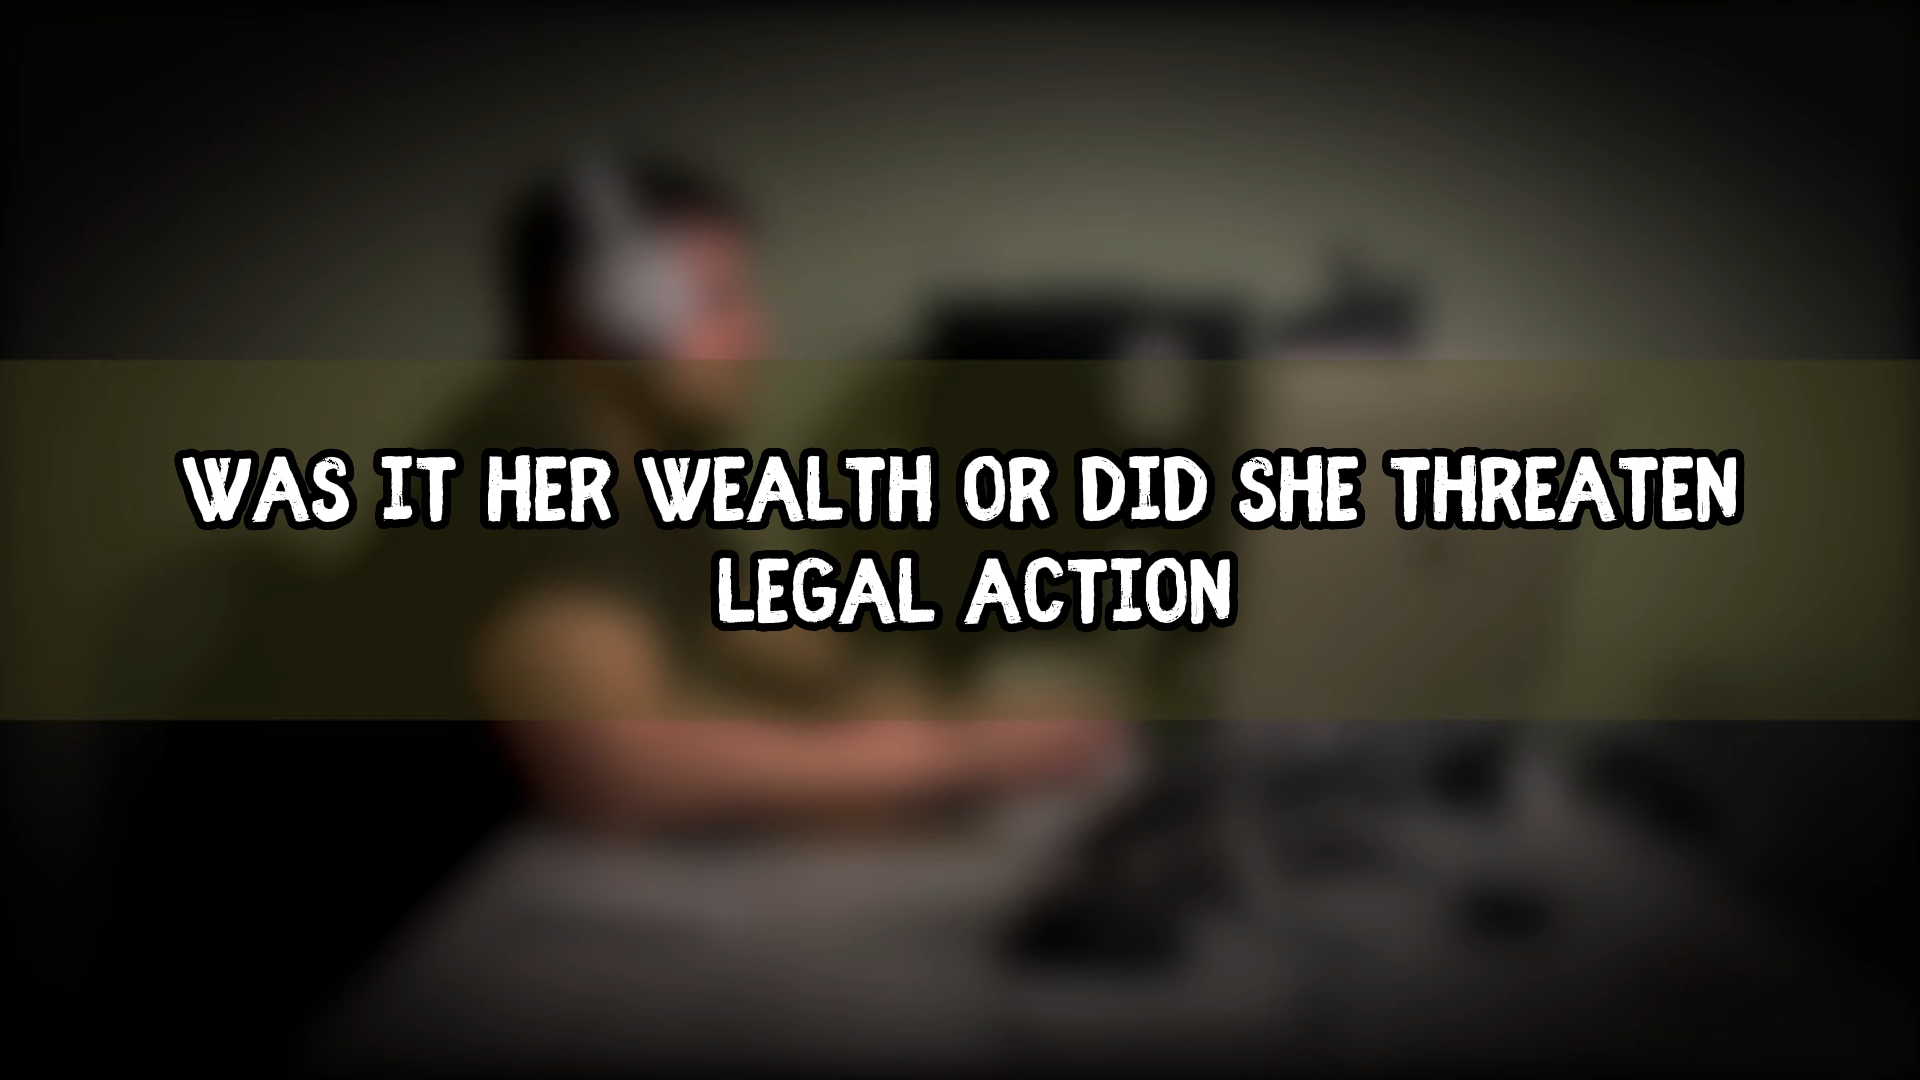 WAS IT HER WEALTH OR DID SHE THREATEN
LEGAL ACTION